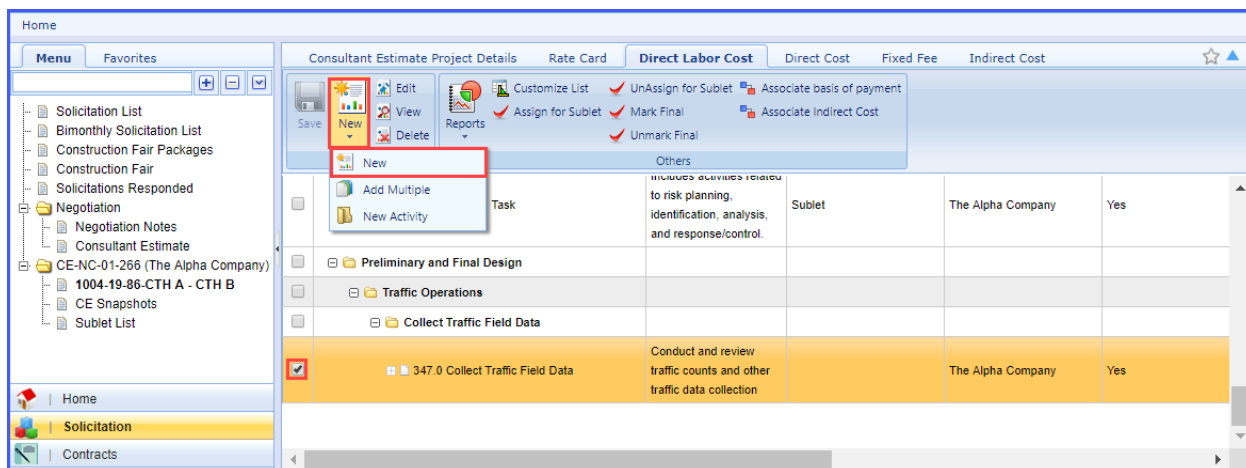 Home
Menu Favorites
Solicitation List
Bimonthly Solicitation List
Construction Fair Packages
Construction Fair
Solicitations Responded
Negotiation
Negotiation Notes
Consultant Estimate
CE-NC-01-266 (The Alpha Company)
1004-19-86-CTH A - CTH B
CE Snapshots
Sublet List
Home
Solicitation
Contracts
Consultant Estimate Project Details Rate Card Direct Labor Cost Direct Cost Fixed Fee Indirect Cost
Save
New
Edit
View
Delete
Reports
Customize List
Assign for Sublet
UnAssign for Sublet
Mark Final
Unmark Final
Associate basis of payment
Associate Indirect Cost
Others
New
Add Multiple
New Activity
Task
includes activities related
to risk planning,
identification, analysis,
and response/control.
Sublet
The Alpha Company
Yes
Preliminary and Final Design
Traffic Operations
Collect Traffic Field Data
347.0 Collect Traffic Field Data
Conduct and review
traffic counts and other
traffic data collection
The Alpha Company
Yes